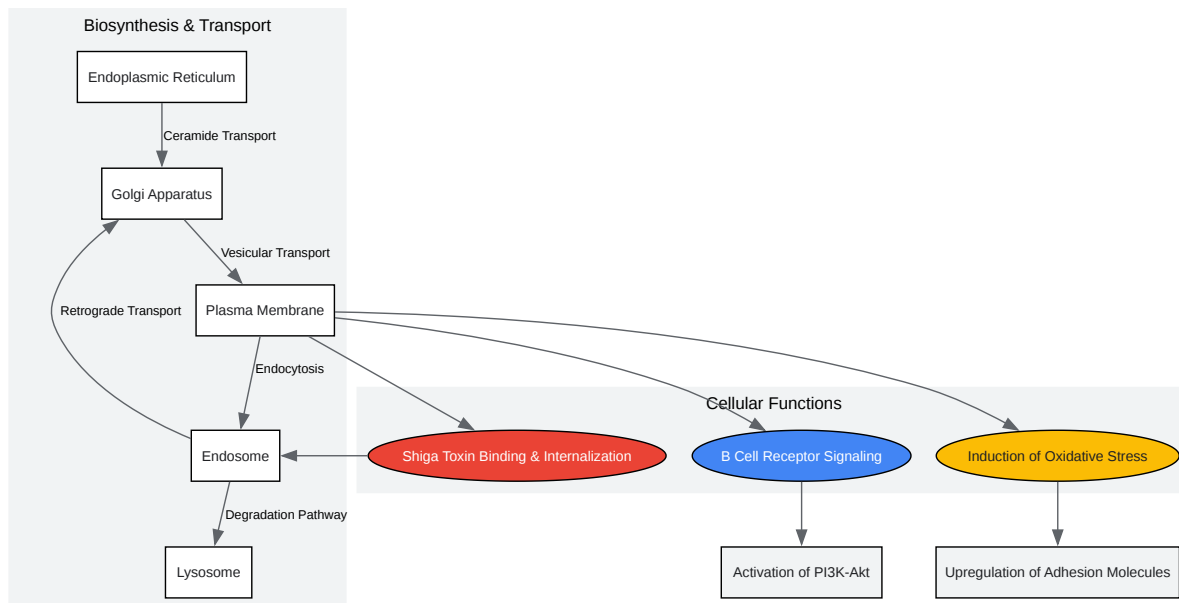 Biosynthesis & Transport
Endoplasmic Reticulum
Ceramide Transport
Golgi Apparatus
Vesicular Transport
Plasma Membrane
Retrograde Transport
Endocytosis
Cellular Functions
Endosome
Shiga Toxin Binding & Internalization
B Cell Receptor Signaling
Induction of Oxidative Stress
Degradation Pathway
Lysosome
Activation of PI3K-Akt
Upregulation of Adhesion Molecules